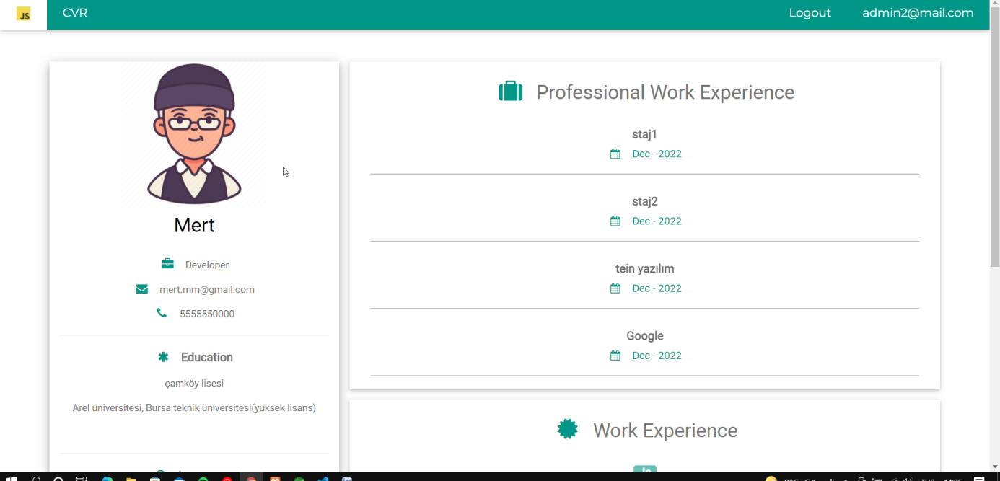 JS
CVR
Logout
admin2@mail.com
Mert
Developer
mert.mm@gmail.com
5555550000
Education
çamköy lisesi
Arel üniversitesi, Bursa teknik üniversitesi(yüksek lisans)
Professional Work Experience
staj1
Dec - 2022
staj2
Dec - 2022
tein yazılım
Dec - 2022
Google
Dec - 2022
Work Experience